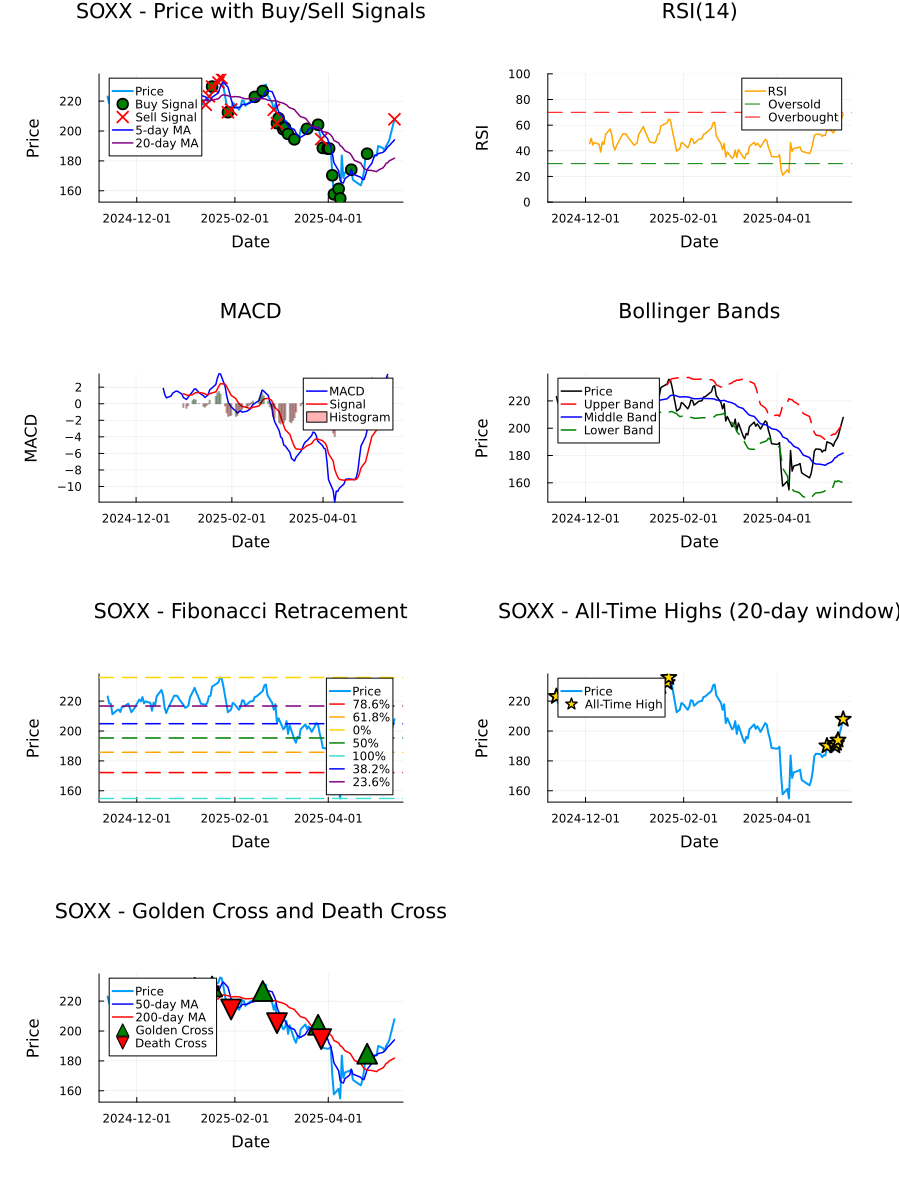 SOXX - Price with Buy/Sell Signals
Price
220
200
180
160
Price
Buy Signal
Sell Signal
5-day MA
20-day MA
2024-12-01
2025-02-01
2025-04-01
Date
RSI(14)
RSI
100
80
60
40
20
0
RSI
Oversold
Overbought
2024-12-01
2025-02-01
2025-04-01
Date
MACD
MACD
2
0
−2
−4
−6
−8
−10
MACD
Signal
Histogram
2024-12-01
2025-02-01
2025-04-01
Date
Bollinger Bands
Price
220
200
180
160
Price
Upper Band
Middle Band
Lower Band
2024-12-01
2025-02-01
2025-04-01
Date
SOXX - Fibonacci Retracement
Price
220
200
180
160
Price
78.6%
61.8%
0%
50%
100%
38.2%
23.6%
2024-12-01
2025-02-01
2025-04-01
Date
SOXX - All-Time Highs (20-day window)
Price
220
200
180
160
Price
All-Time High
2024-12-01
2025-02-01
2025-04-01
Date
SOXX - Golden Cross and Death Cross
Price
220
200
180
160
Price
50-day MA
200-day MA
Golden Cross
Death Cross
2024-12-01
2025-02-01
2025-04-01
Date